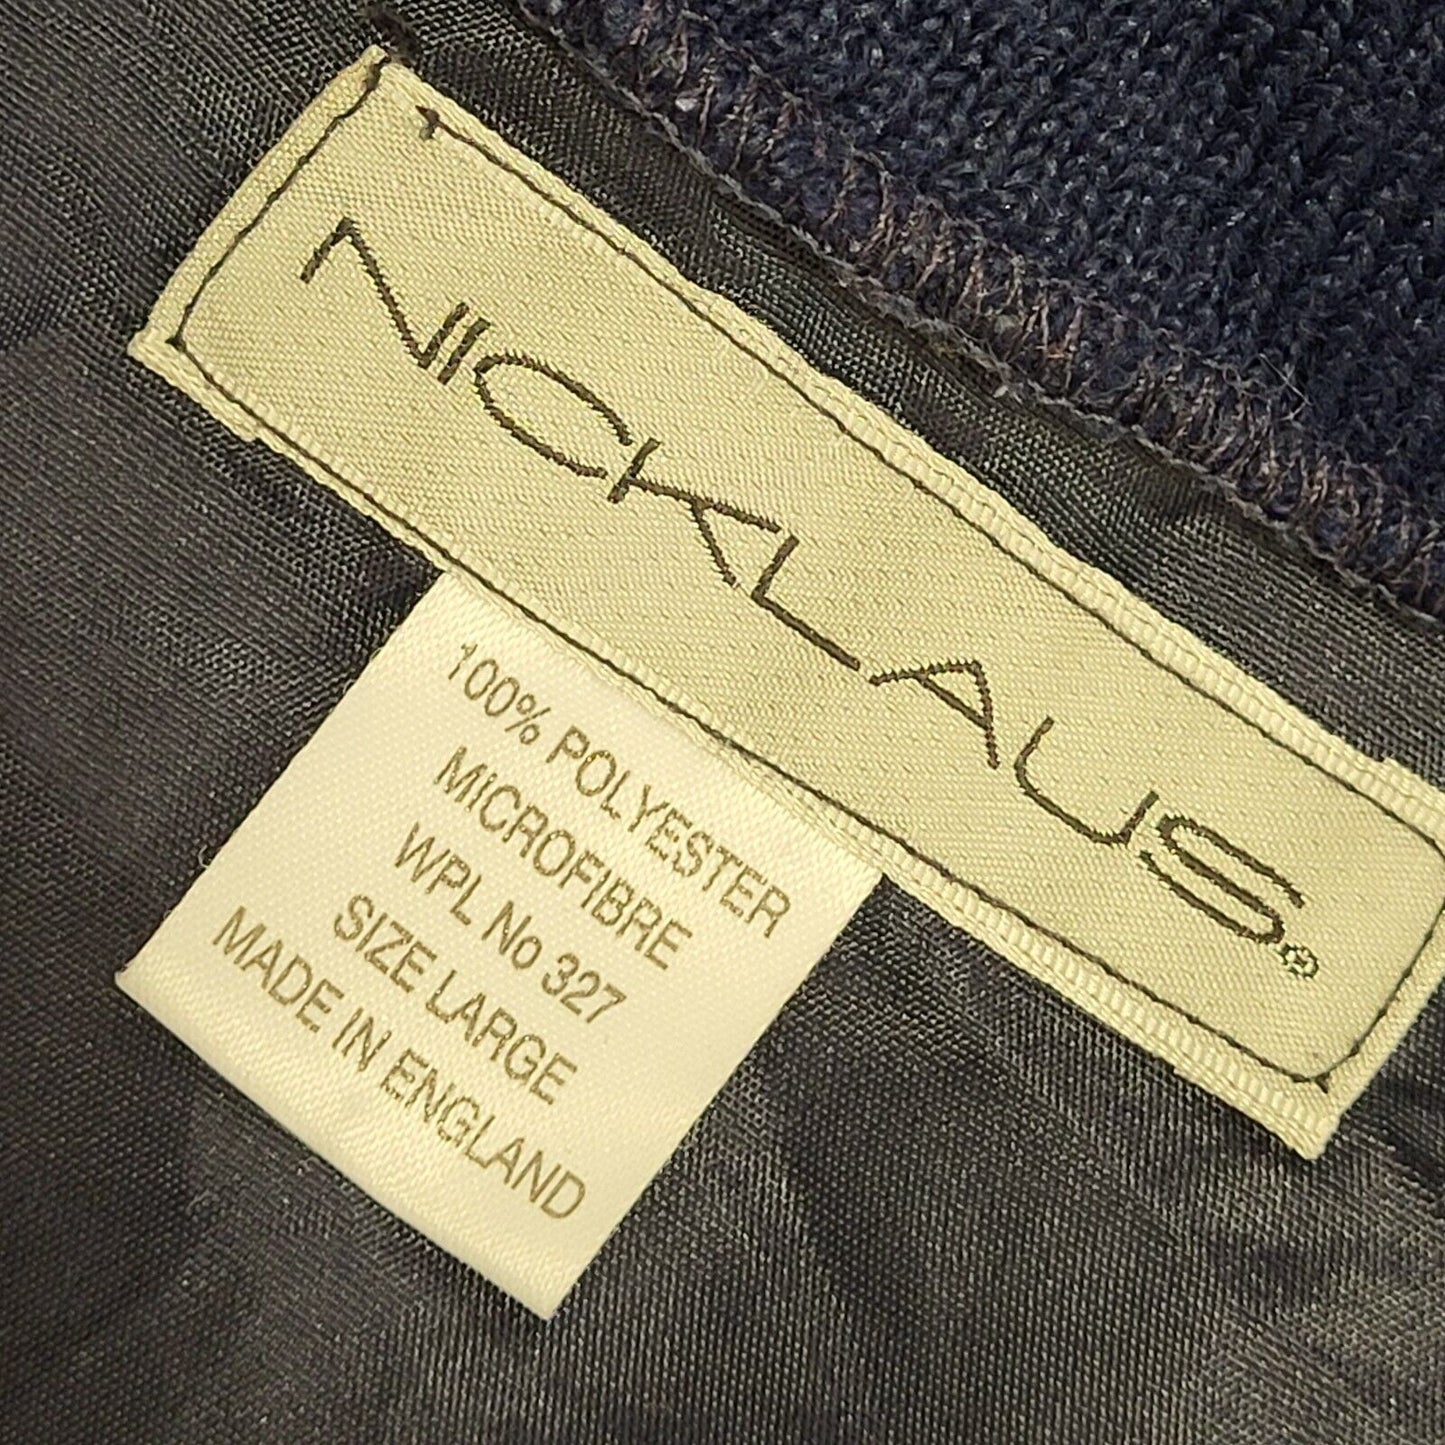 NICKLAUS®
100% POLYESTER
MICROFIBRE
WPL No 327
SIZE LARGE
MADE IN ENGLAND